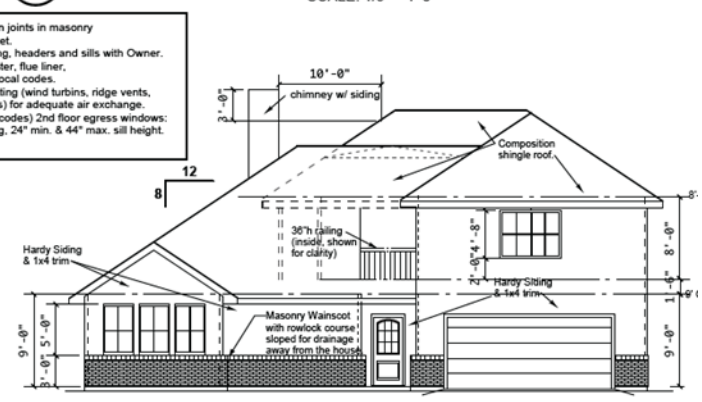 n joints in masonry
et.
g, headers and sills with Owner.
ter, flue liner,
ocal codes.
ting (wind turbins, ridge vents,
s) for adequate air exchange.
codes) 2nd floor egress windows:
g, 24" min. & 44" max. sill height.
10'-0"
3'-0"
chimney w/ siding
Composition
shingle roof.
12
8
36"h railing
(inside, shown
for clarity)
4'-8"
2'-0"
8'-0"
1'-6"
9'-0"
Hardy Siding
& 1x4 trim
Hardy Siding
& 1x4 trim
Masonry Wainscot
with rowlock course
sloped for drainage
away from the house
9'-0"
5'-0"
3'-0"